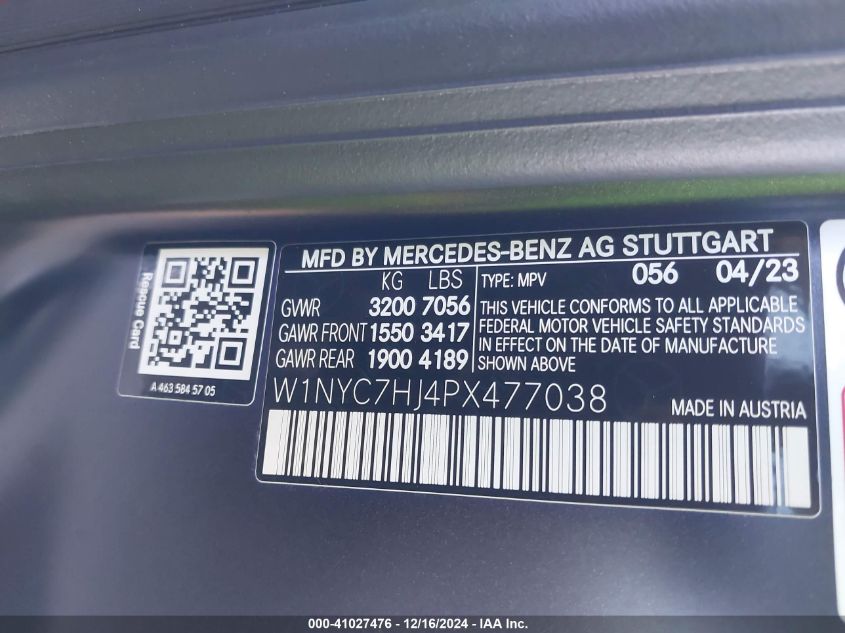 Rescue Card
A 463 584 57 05
MFD BY MERCEDES-BENZ AG STUTTGART
KG LBS
GVWR 3200 7056
GAWR FRONT 1550 3417
GAWR REAR 1900 4189
TYPE: MPV 056 04/23
THIS VEHICLE CONFORMS TO ALL APPLICABLE
FEDERAL MOTOR VEHICLE SAFETY STANDARDS
IN EFFECT ON THE DATE OF MANUFACTURE
SHOWN ABOVE
W1NYC7HJ4PX477038
MADE IN AUSTRIA
000-41027476 - 12/16/2024 - IAA Inc.